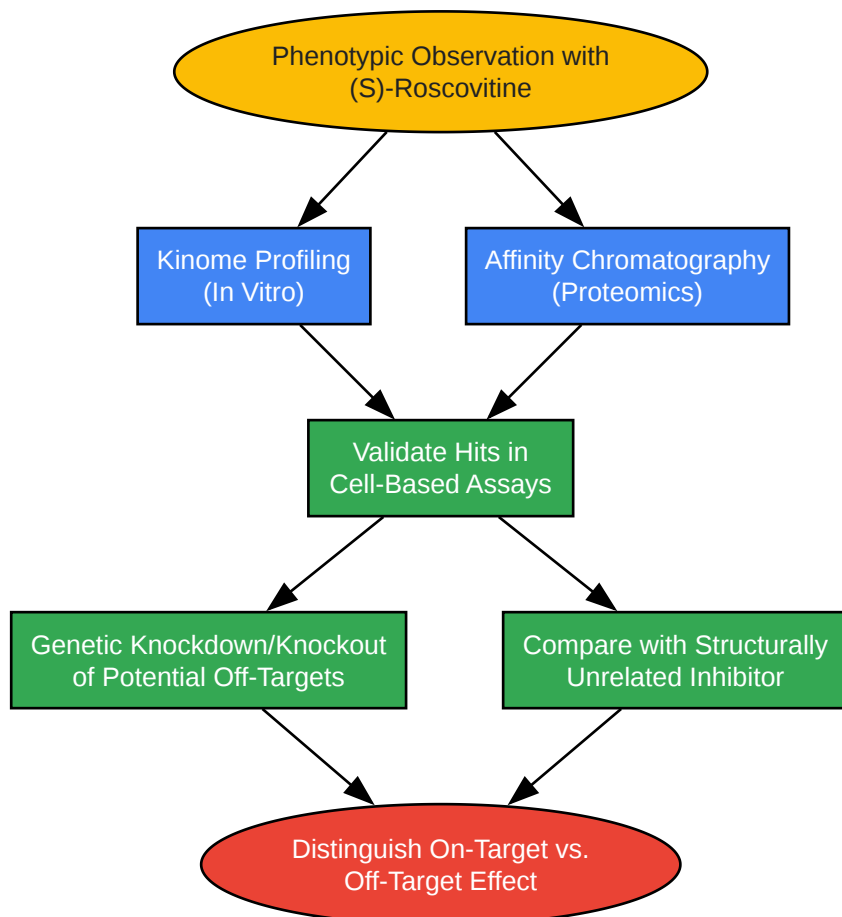 Phenotypic Observation with
(S)-Roscovitine
Kinome Profiling
(In Vitro)
Affinity Chromatography
(Proteomics)
Validate Hits in
Cell-Based Assays
Genetic Knockdown/Knockout
of Potential Off-Targets
Compare with Structurally
Unrelated Inhibitor
Distinguish On-Target vs.
Off-Target Effect